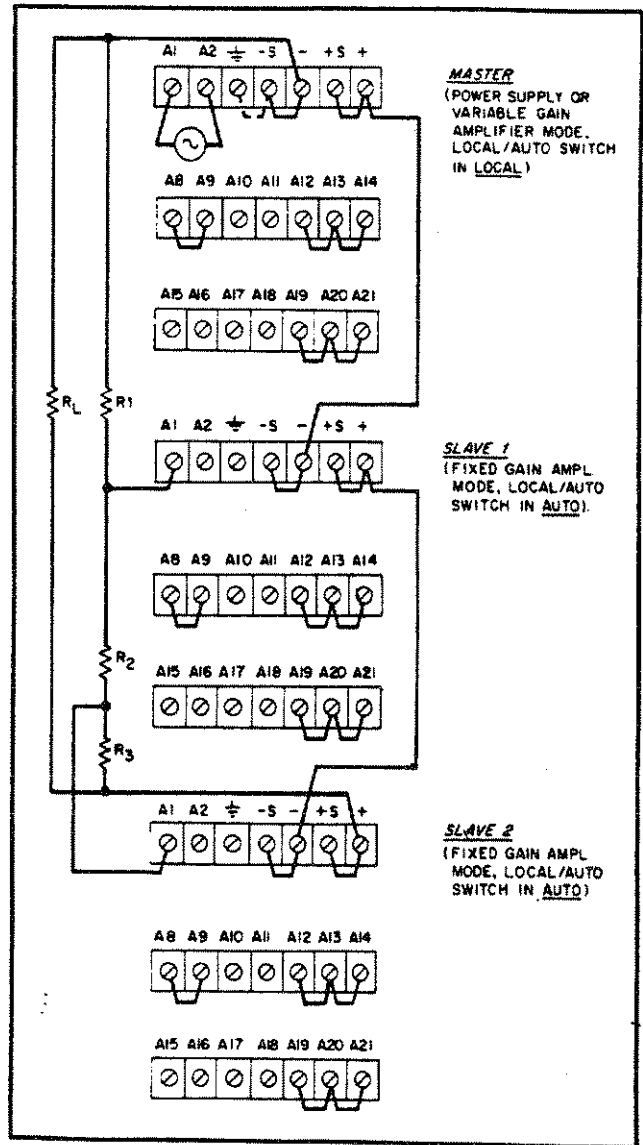 A1 A2 ⏚ -S - +S +
MASTER
(POWER SUPPLY OR
VARIABLE GAIN
AMPLIFIER MODE,
LOCAL/AUTO SWITCH
IN LOCAL)
A8 A9 A10 A11 A12 A13 A14
A15 A16 A17 A18 A19 A20 A21
RL R1
A1 A2 ⏚ -S - +S +
SLAVE 1
(FIXED GAIN AMPL
MODE, LOCAL/AUTO
SWITCH IN AUTO).
A8 A9 A10 A11 A12 A13 A14
R2
A15 A16 A17 A18 A19 A20 A21
R3
A1 A2 ⏚ -S - +S +
SLAVE 2
(FIXED GAIN AMPL
MODE, LOCAL/AUTO
SWITCH IN AUTO)
A8 A9 A10 A11 A12 A13 A14
A15 A16 A17 A18 A19 A20 A21